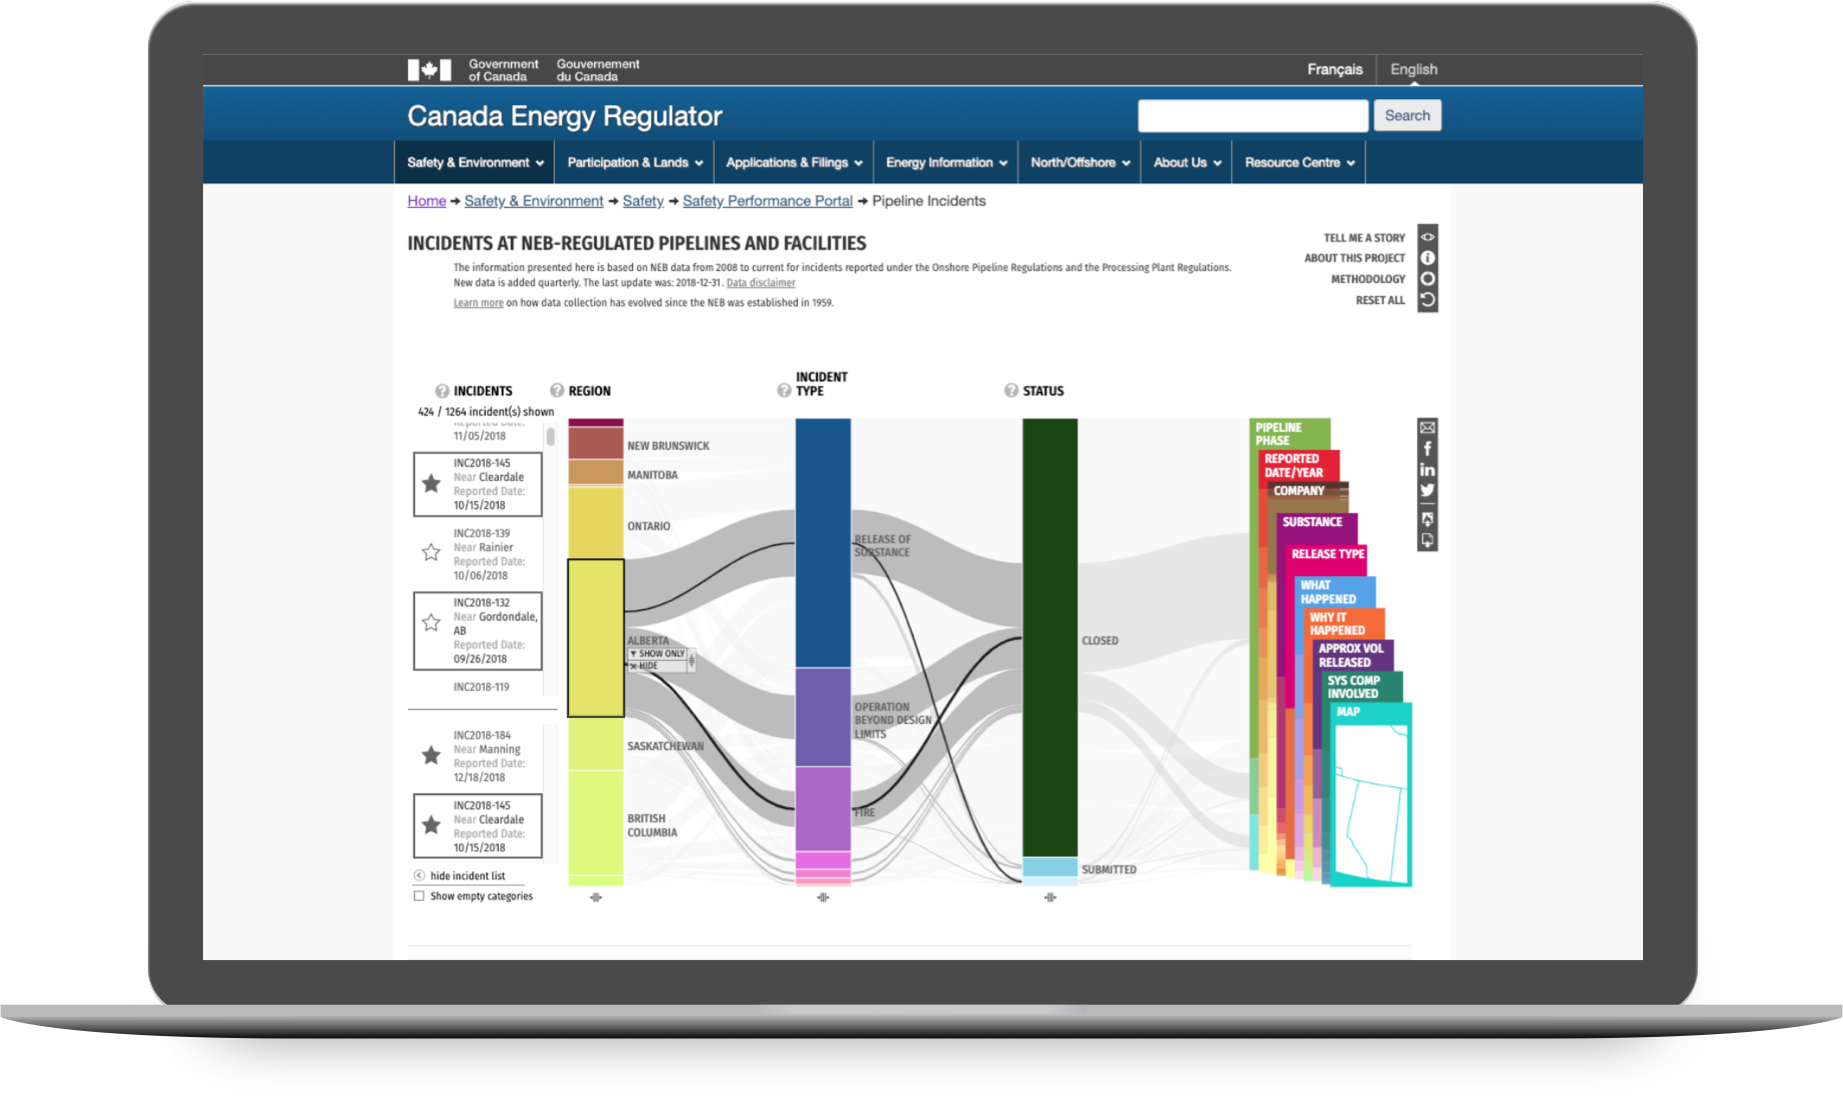 Government
of Canada
Gouvernement
du Canada
Français
English
Canada Energy Regulator
Search
Safety & Environment
Participation & Lands
Applications & Filings
Energy Information
North/Offshore
About Us
Resource Centre
Home → Safety & Environment → Safety → Safety Performance Portal → Pipeline Incidents
INCIDENTS AT NEB-REGULATED PIPELINES AND FACILITIES
The information presented here is based on NEB data from 2008 to current for incidents reported under the Onshore Pipeline Regulations and the Processing Plant Regulations.
New data is added quarterly. The last update was: 2018-12-31. Data disclaimer
Learn more on how data collection has evolved since the NEB was established in 1959.
TELL ME A STORY
ABOUT THIS PROJECT
METHODOLOGY
RESET ALL
? INCIDENTS
424 / 1264 incident(s) shown
Reported Date:
11/05/2018
INC2018-145
Near Cleardale
Reported Date:
10/15/2018
INC2018-139
Near Rainier
Reported Date:
10/06/2018
INC2018-132
Near Gordondale,
AB
Reported Date:
09/26/2018
INC2018-119
INC2018-184
Near Manning
Reported Date:
12/18/2018
INC2018-145
Near Cleardale
Reported Date:
10/15/2018
hide incident list
Show empty categories
? REGION
NEW BRUNSWICK
MANITOBA
ONTARIO
ALBERTA
SHOW ONLY
HIDE
SASKATCHEWAN
BRITISH
COLUMBIA
? INCIDENT
TYPE
RELEASE OF
SUBSTANCE
OPERATION
BEYOND DESIGN
LIMITS
FIRE
? STATUS
CLOSED
SUBMITTED
PIPELINE
PHASE
REPORTED
DATE/YEAR
COMPANY
SUBSTANCE
RELEASE TYPE
WHAT
HAPPENED
WHY IT
HAPPENED
APPROX VOL
RELEASED
SYS COMP
INVOLVED
MAP
f
in